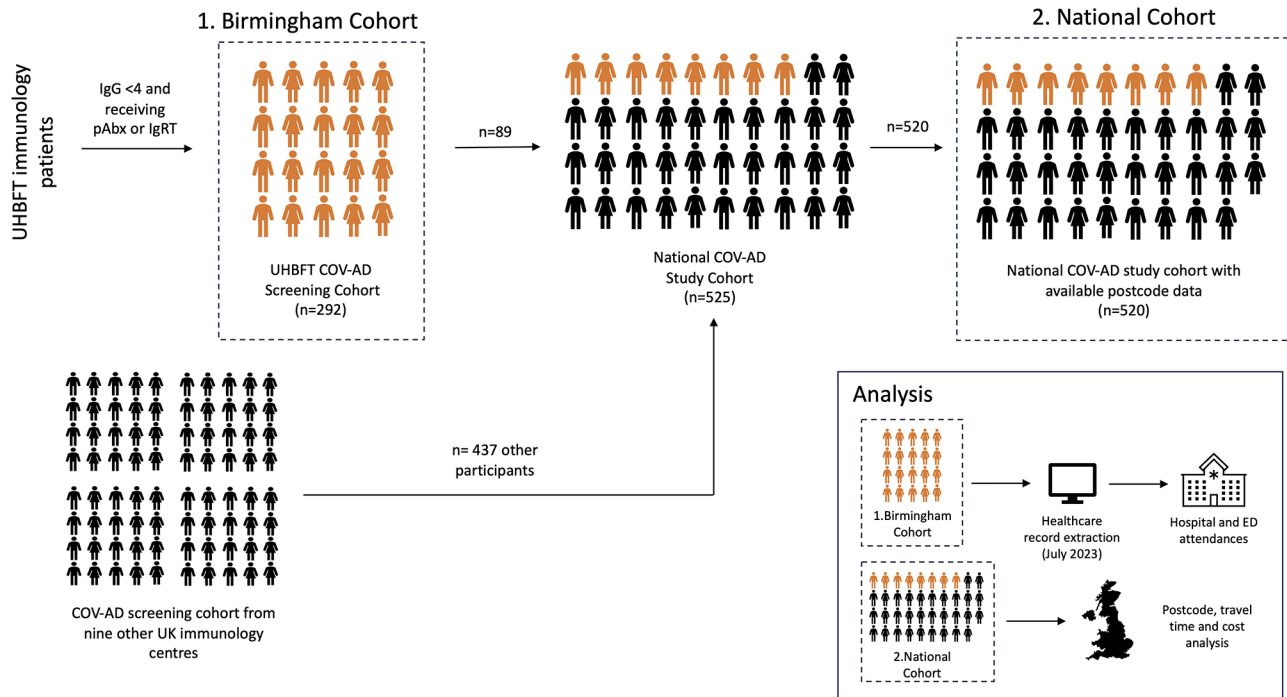 1. Birmingham Cohort
2. National Cohort
UHBFT immunology
patients
IgG <4 and
receiving
pAbx or IgRT
n=89
n=520
UHBFT COV-AD
Screening Cohort
(n=292)
National COV-AD
Study Cohort
(n=525)
National COV-AD study cohort with
available postcode data
(n=520)
n= 437 other
participants
COV-AD screening cohort from
nine other UK immunology
centres
Analysis
1.Birmingham
Cohort
Healthcare
record extraction
(July 2023)
Hospital and ED
attendances
2.National
Cohort
Postcode, travel
time and cost
analysis